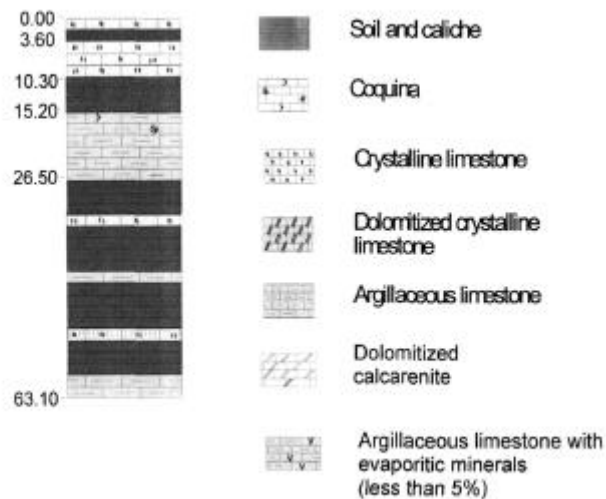 0.00
3.60
10.30
15.20
26.50
63.10
Soil and caliche
Coquina
Crystalline limestone
Dolomitized crystalline
limestone
Argillaceous limestone
Dolomitized
calcarenite
Argillaceous limestone with
evaporitic minerals
(less than 5%)